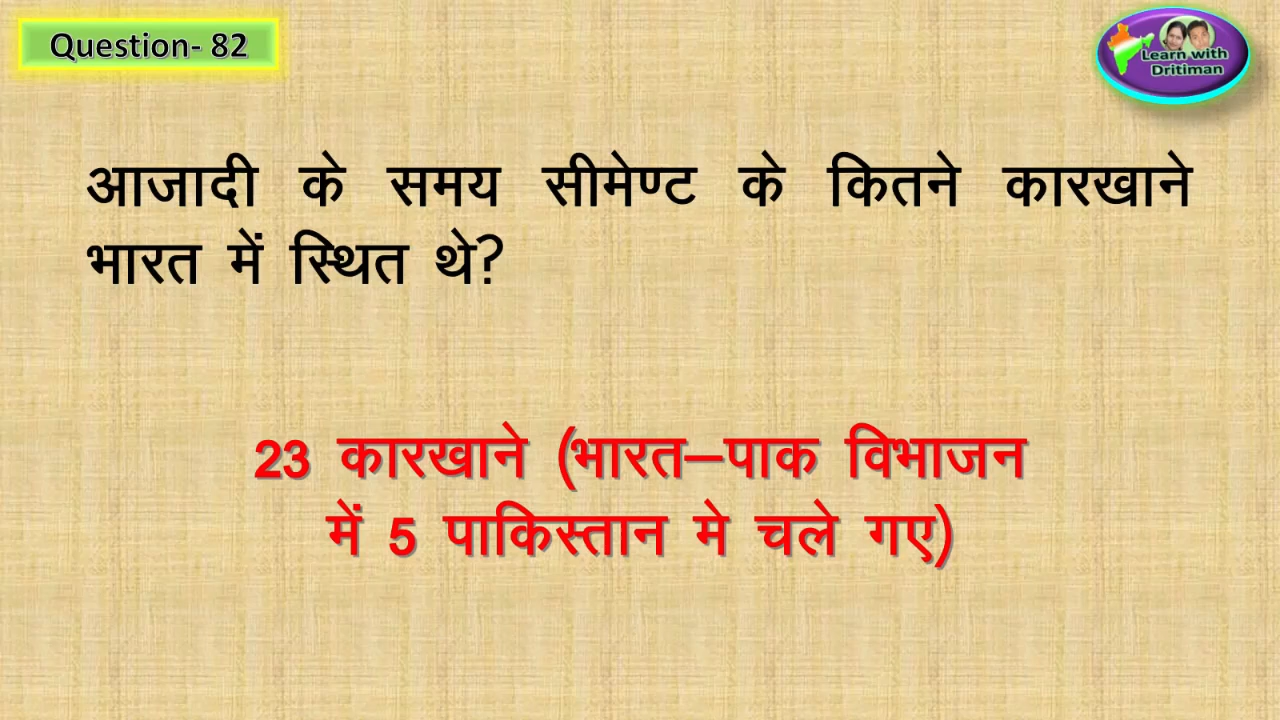 Question- 82
Learn with
Dritiman
आजादी के समय सीमेण्ट के कितने कारखाने
भारत में स्थित थे?
23 कारखाने (भारत–पाक विभाजन
में 5 पाकिस्तान मे चले गए)